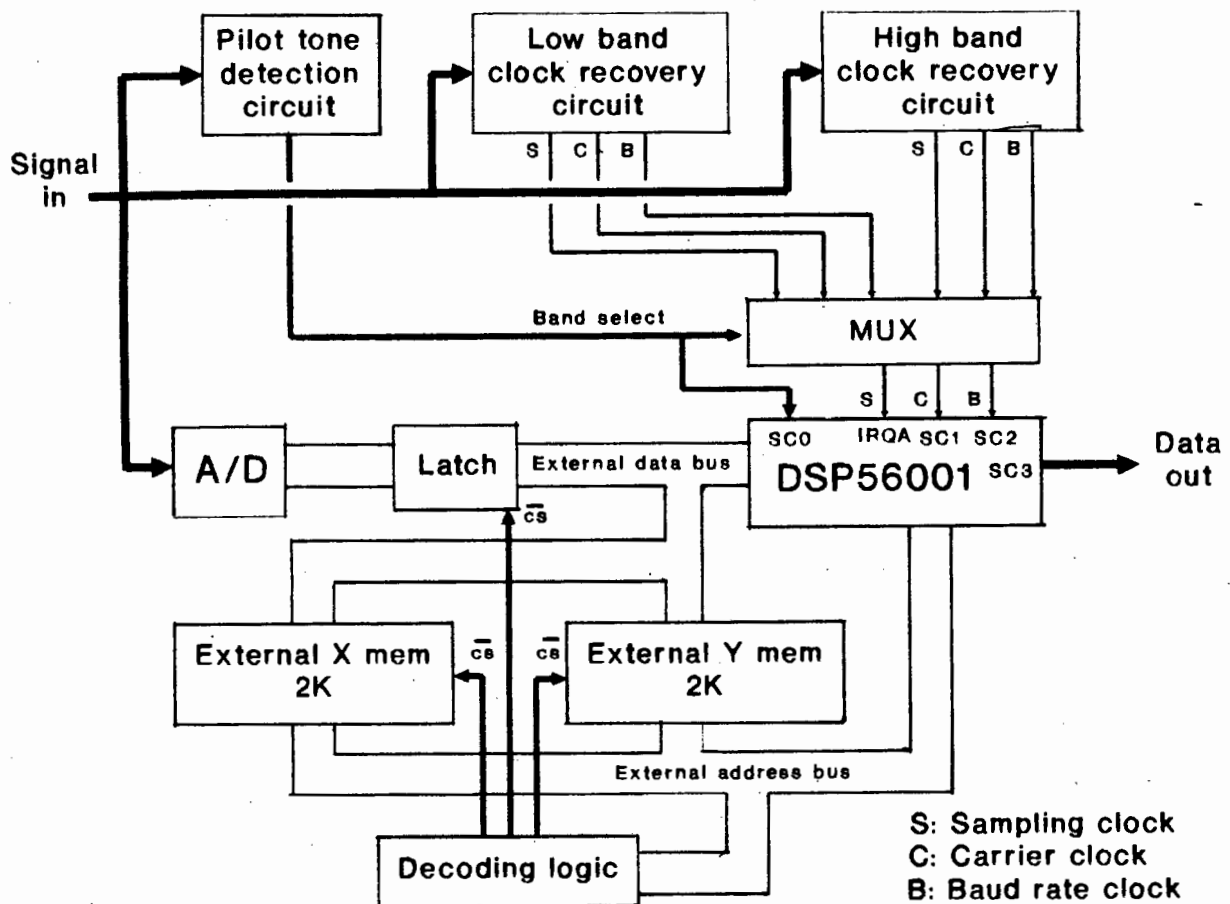 Pilot tone
detection
circuit
Low band
clock recovery
circuit
High band
clock recovery
circuit
S C B
S C B
Signal
in
Band select
MUX
S C B
A/D
Latch
External data bus
SC0 IRQA SC1 SC2
SC3
DSP56001
Data
out
cs
External X mem
2K
cs
cs
External Y mem
2K
External address bus
Decoding logic
S: Sampling clock
C: Carrier clock
B: Baud rate clock